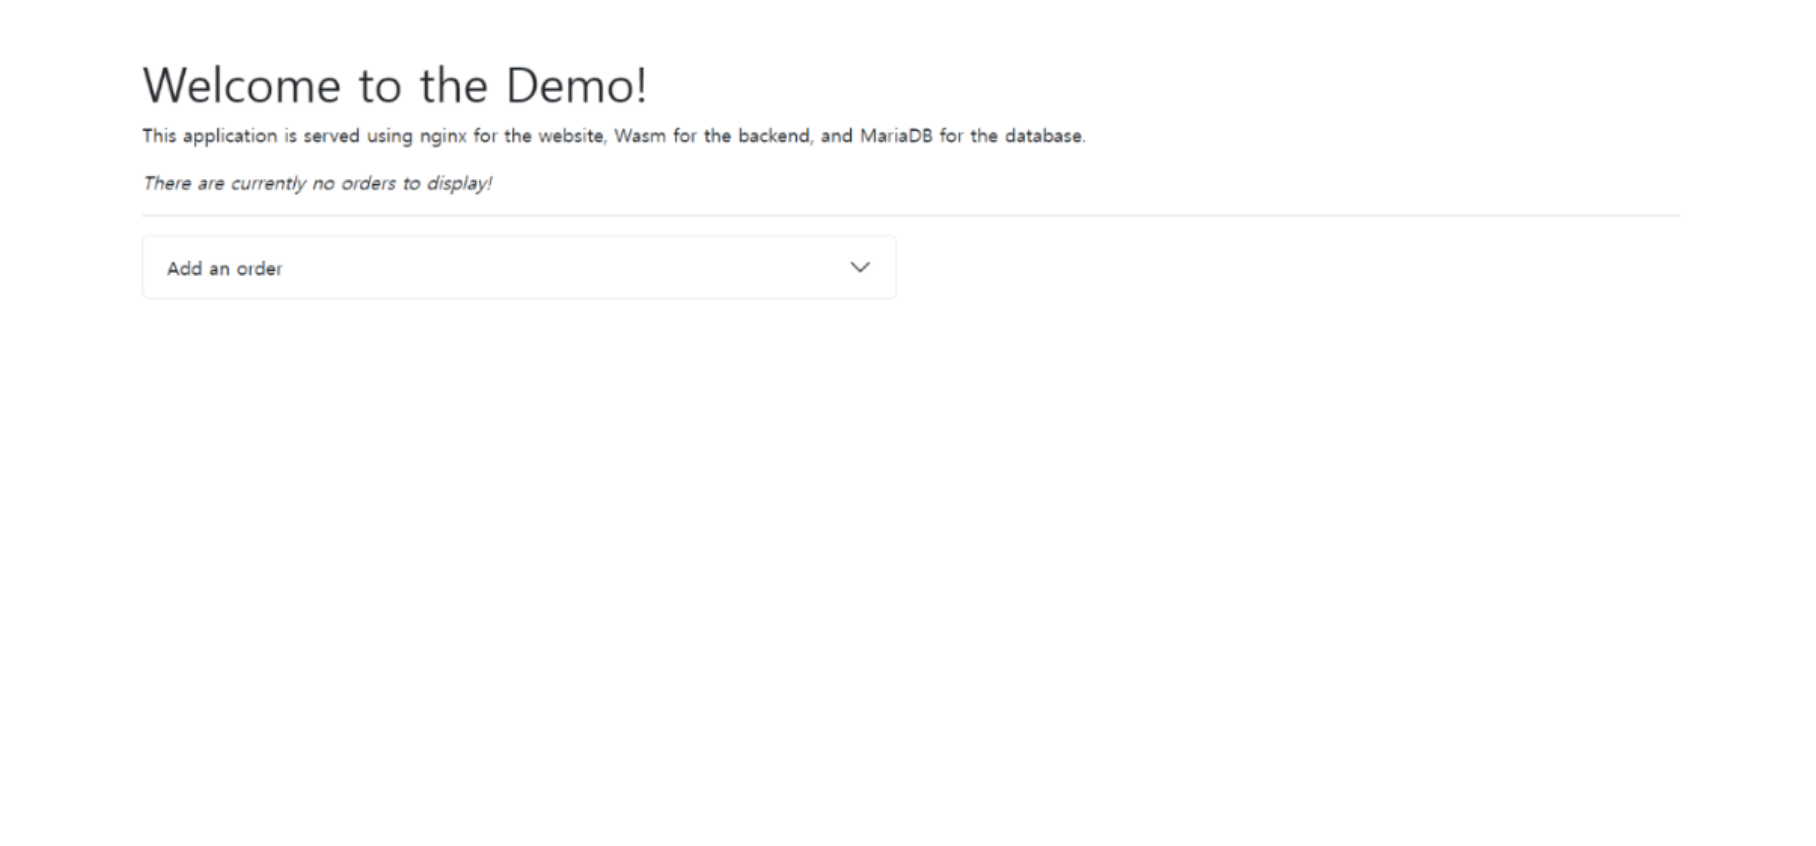 Welcome to the Demo!
This application is served using nginx for the website, Wasm for the backend, and MariaDB for the database.
There are currently no orders to display!
Add an order